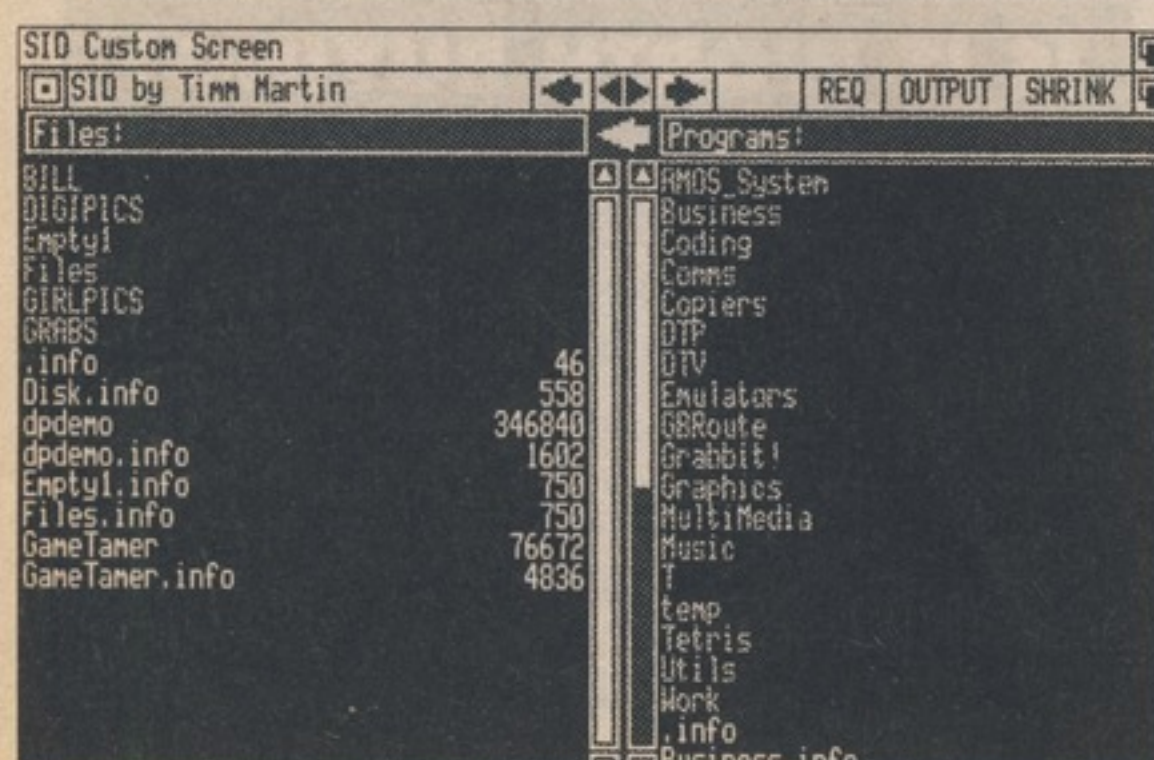 SID Custom Screen
SID by Timm Martin
REQ
OUTPUT
SHRINK
Files:
Programs:
BILL
DIGIPICS
Empty1
Files
GIRLPICS
GRABS
.info 46
Disk.info 558
dpdemo 346840
dpdemo.info 1602
Empty1.info 750
Files.info 750
GameTamer 76672
GameTamer.info 4836
AMOS_System
Business
Coding
Comms
Copiers
DTP
DTV
Emulators
GBRoute
Grabbit!
Graphics
MultiMedia
Music
T
temp
Tetris
Utils
Work
.info
Business.info